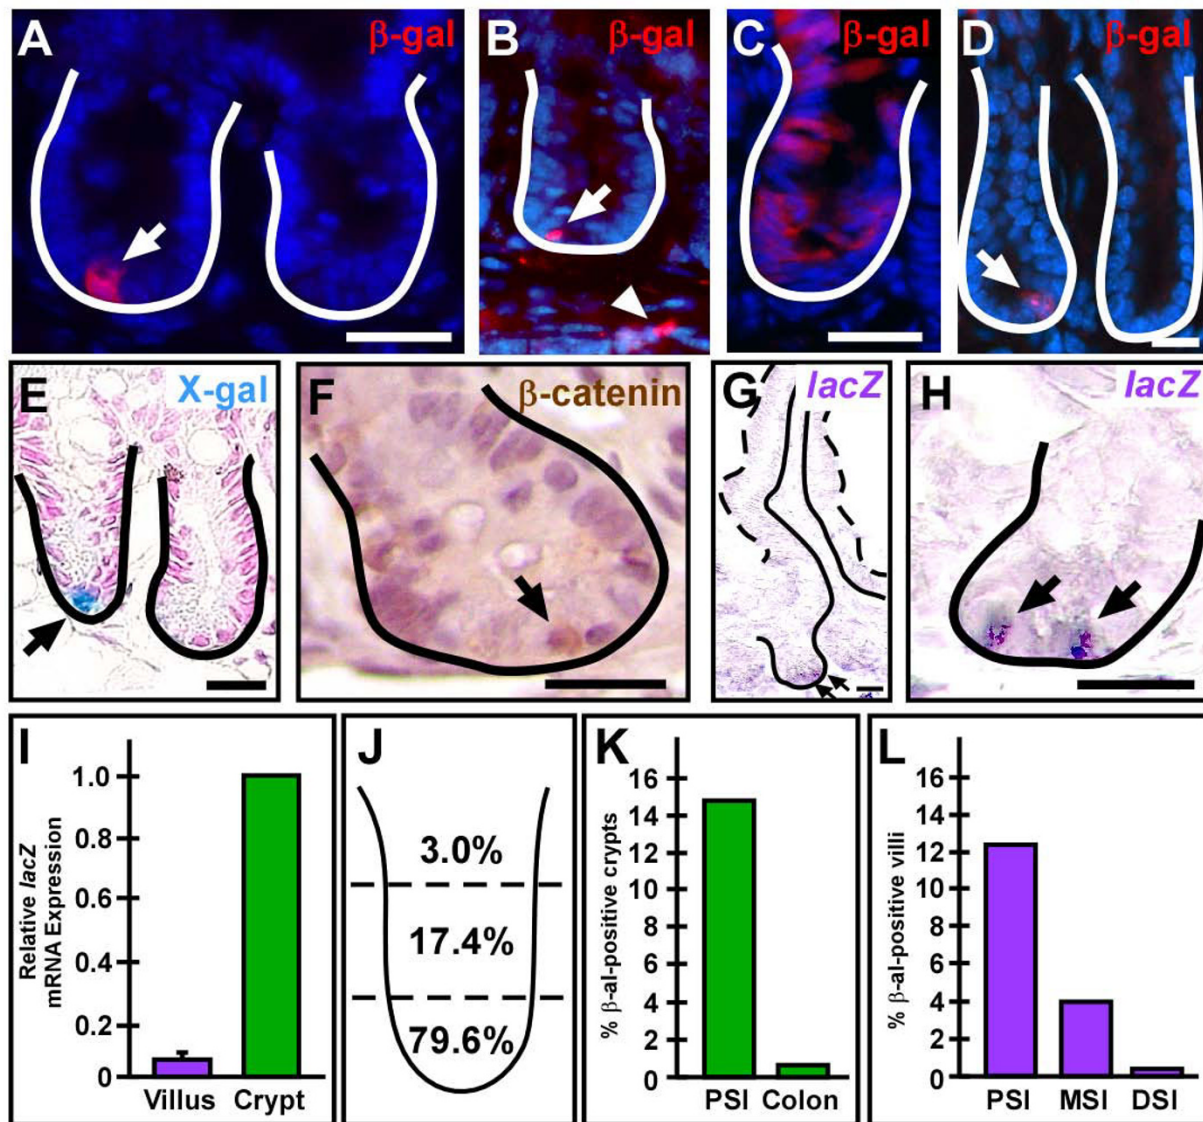 A β-gal
B β-gal
C β-gal
D β-gal
E X-gal
F β-catenin
G lacZ
H lacZ
I
1.0
0.8
0.6
0.4
0.2
0
Relative lacZ
mRNA Expression
Villus Crypt
J
3.0%
17.4%
79.6%
K
16
14
12
10
8
6
4
2
0
% β-al-positive crypts
PSI Colon
L
16
14
12
10
8
6
4
2
0
% β-al-positive villi
PSI MSI DSI